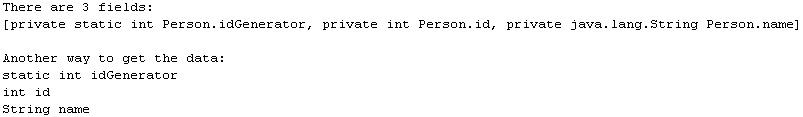 There are 3 fields:
[private static int Person.idGenerator, private int Person.id, private java.lang.String Person.name]
Another way to get the data:
static int idGenerator
int id
String name